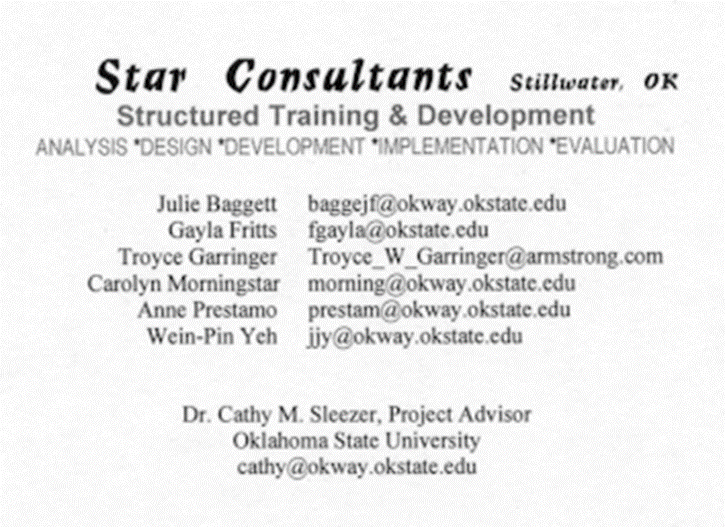 Star Consultants Stillwater, OK
Structured Training & Development
ANALYSIS *DESIGN *DEVELOPMENT *IMPLEMENTATION *EVALUATION
Julie Baggett baggejf@okway.okstate.edu
Gayla Fritts fgayla@okstate.edu
Troyce Garringer Troyce_W_Garringer@armstrong.com
Carolyn Morningstar morning@okway.okstate.edu
Anne Prestamo prestam@okway.okstate.edu
Wein-Pin Yeh jjy@okway.okstate.edu
Dr. Cathy M. Sleezer, Project Advisor
Oklahoma State University
cathy@okway.okstate.edu